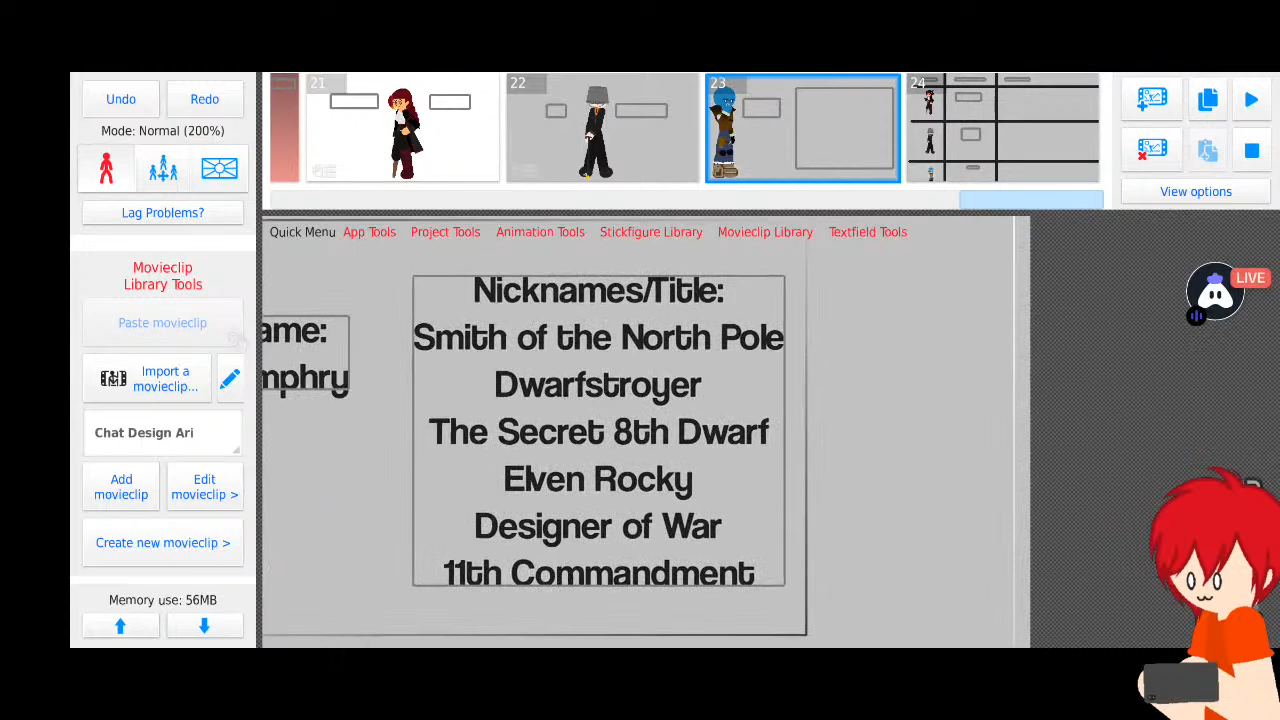 Undo
Redo
Mode: Normal (200%)
Lag Problems?
21
22
23
24
View options
Quick Menu
App Tools
Project Tools
Animation Tools
Stickfigure Library
Movieclip Library
Textfield Tools
Movieclip
Library Tools
Paste movieclip
Import a
movieclip...
Chat Design Ari
Add
movieclip
Edit
movieclip >
Create new movieclip >
Memory use: 56MB
ame:
mphry
Nicknames/Title:
Smith of the North Pole
Dwarfstroyer
The Secret 8th Dwarf
Elven Rocky
Designer of War
11th Commandment
LIVE